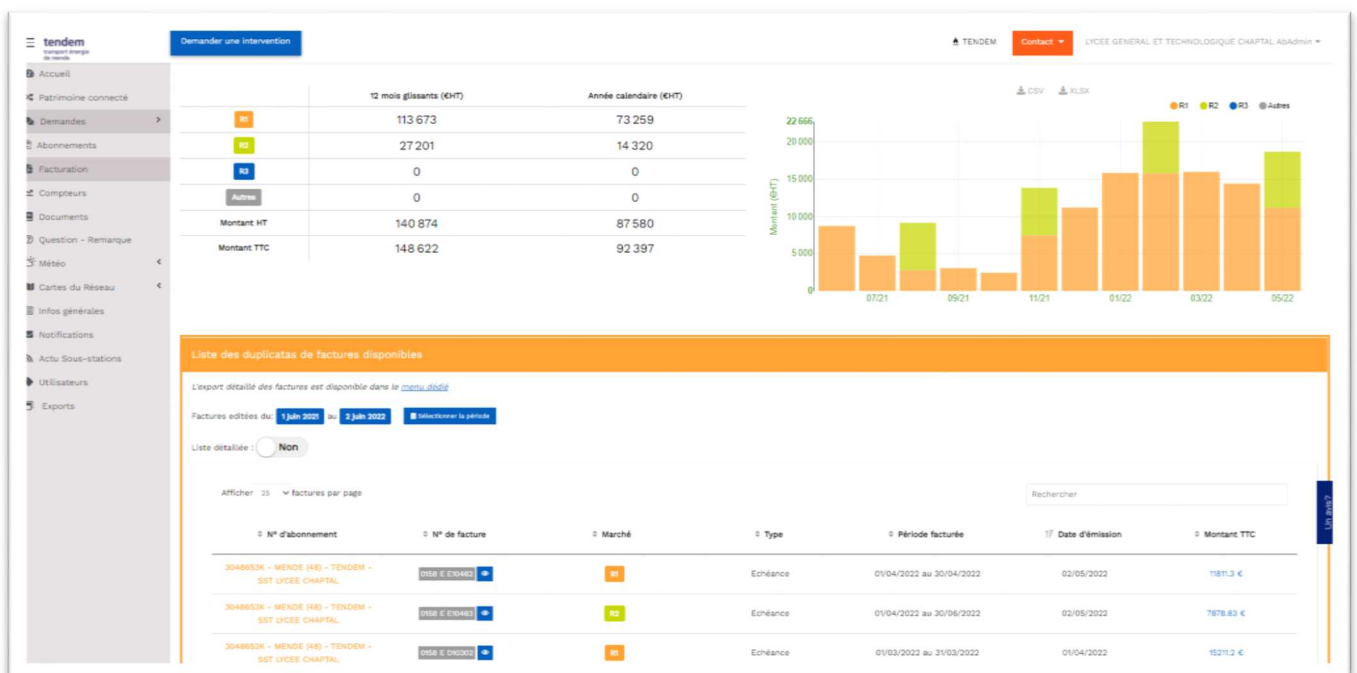 tendem
transport énergie
de mende
Demander une intervention
TENDEM
Contact
LYCEE GENERAL ET TECHNOLOGIQUE CHAPTAL AbAdmin
Accueil
Patrimoine connecté
Demandes
Abonnements
Facturation
Compteurs
Documents
Question - Remarque
Météo
Cartes du Réseau
Infos générales
Notifications
Actu Sous-stations
Utilisateurs
Exports
12 mois glissants (€HT) Année calendaire (€HT)
R1 113 673 73 259
R2 27 201 14 320
R3 0 0
Autres 0 0
Montant HT 140 874 87 580
Montant TTC 148 622 92 397
CSV XLSX
R1 R2 R3 Autres
Montant (€HT)
22 666
20 000
15 000
10 000
5 000
0
07/21 09/21 11/21 01/22 03/22 05/22
Liste des duplicatas de factures disponibles
L'export détaillé des factures est disponible dans le menu dédié
Factures editées du: 1 juin 2021 au 2 juin 2022 Sélectionner la période
Liste détaillée : Non
Afficher 25 factures par page
Rechercher
Un avis?
N° d'abonnement N° de facture Marché Type Période facturée Date d'émission Montant TTC
3048653K - MENDE (48) - TENDEM -
SST LYCEE CHAPTAL
0158 E E10462 R1 Echéance 01/04/2022 au 30/04/2022 02/05/2022 11811.3 €
3048653K - MENDE (48) - TENDEM -
SST LYCEE CHAPTAL
0158 E E10463 R2 Echéance 01/04/2022 au 30/06/2022 02/05/2022 7878.83 €
3048653K - MENDE (48) - TENDEM -
SST LYCEE CHAPTAL
0158 E D10302 R1 Echéance 01/03/2022 au 31/03/2022 01/04/2022 15211.2 €